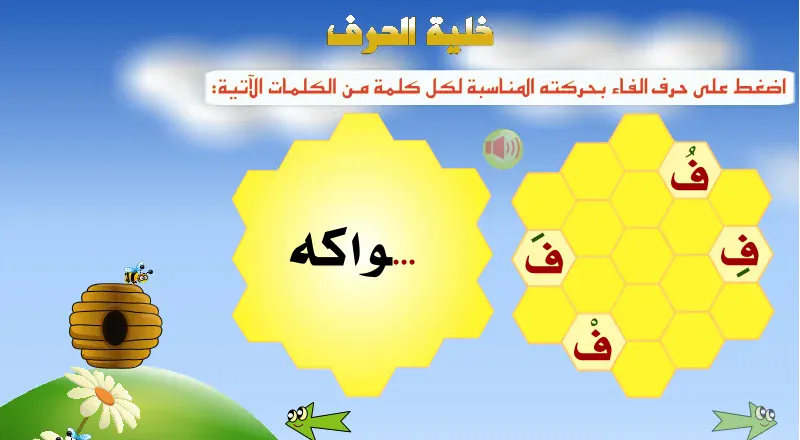 خلية الحرف
اضغط على حرف الفاء بحركته المناسبة لكل كلمة من الكلمات الآتية:
فُ
فِ
فَ
فْ
...واكه